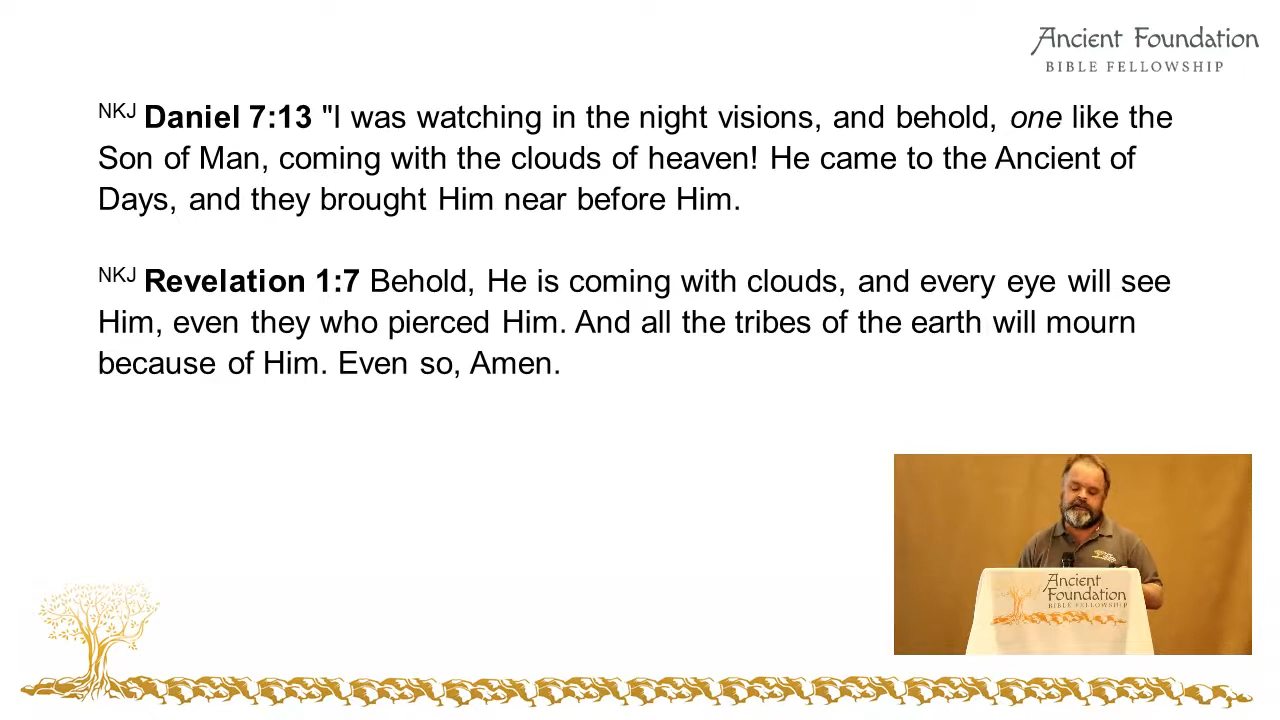 Ancient Foundation
BIBLE FELLOWSHIP
NKJ Daniel 7:13 "I was watching in the night visions, and behold, one like the
Son of Man, coming with the clouds of heaven! He came to the Ancient of
Days, and they brought Him near before Him.
NKJ Revelation 1:7 Behold, He is coming with clouds, and every eye will see
Him, even they who pierced Him. And all the tribes of the earth will mourn
because of Him. Even so, Amen.
Ancient
Foundation
BIBLE FELLOWSHIP